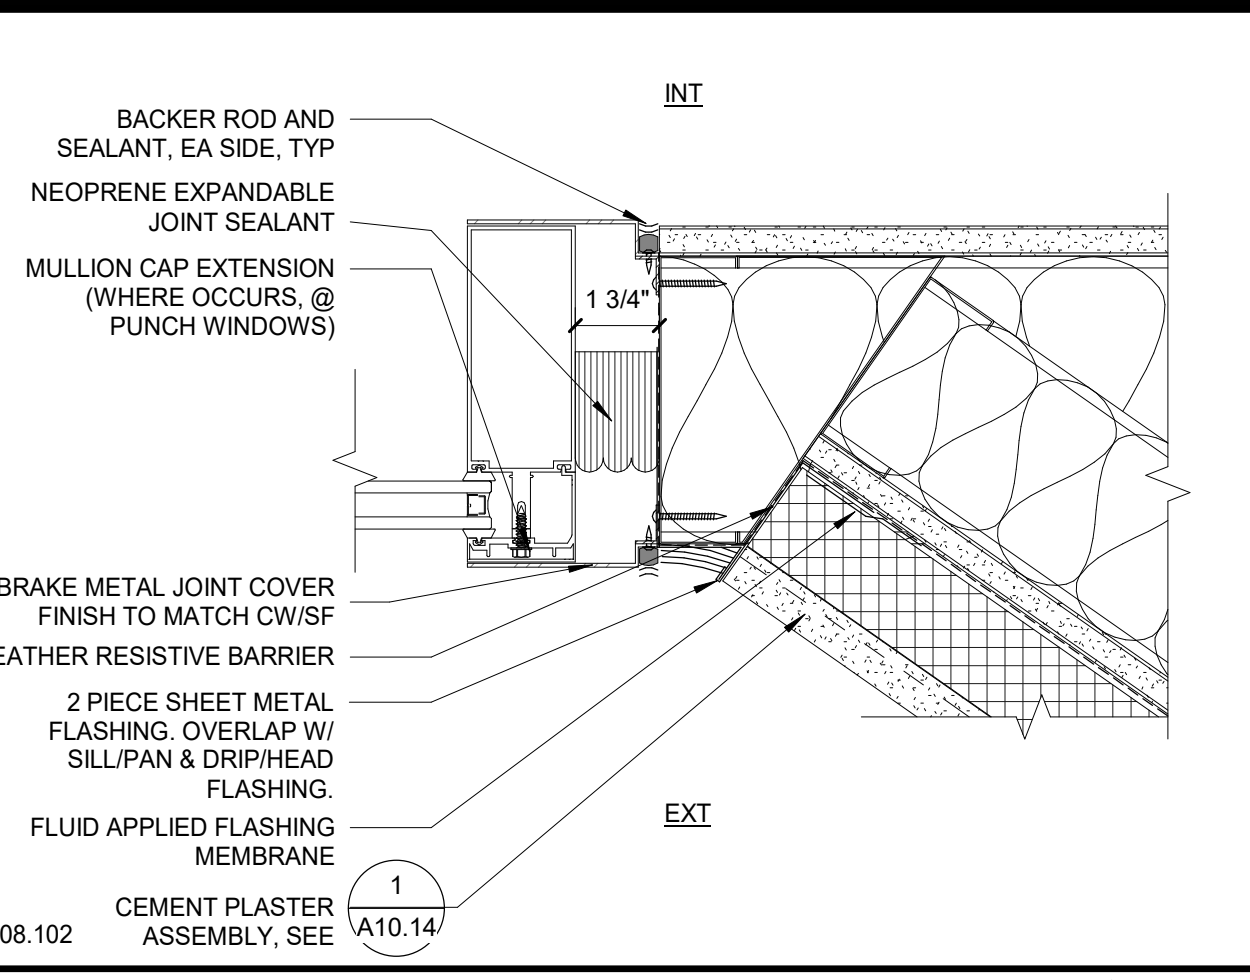 INT
BACKER ROD AND
SEALANT, EA SIDE, TYP
NEOPRENE EXPANDABLE
JOINT SEALANT
MULLION CAP EXTENSION
(WHERE OCCURS, @
PUNCH WINDOWS)
1 3/4"
BRAKE METAL JOINT COVER
FINISH TO MATCH CW/SF
EATHER RESISTIVE BARRIER
2 PIECE SHEET METAL
FLASHING. OVERLAP W/
SILL/PAN & DRIP/HEAD
FLASHING.
EXT
FLUID APPLIED FLASHING
MEMBRANE
CEMENT PLASTER
ASSEMBLY, SEE
1
A10.14
08.102